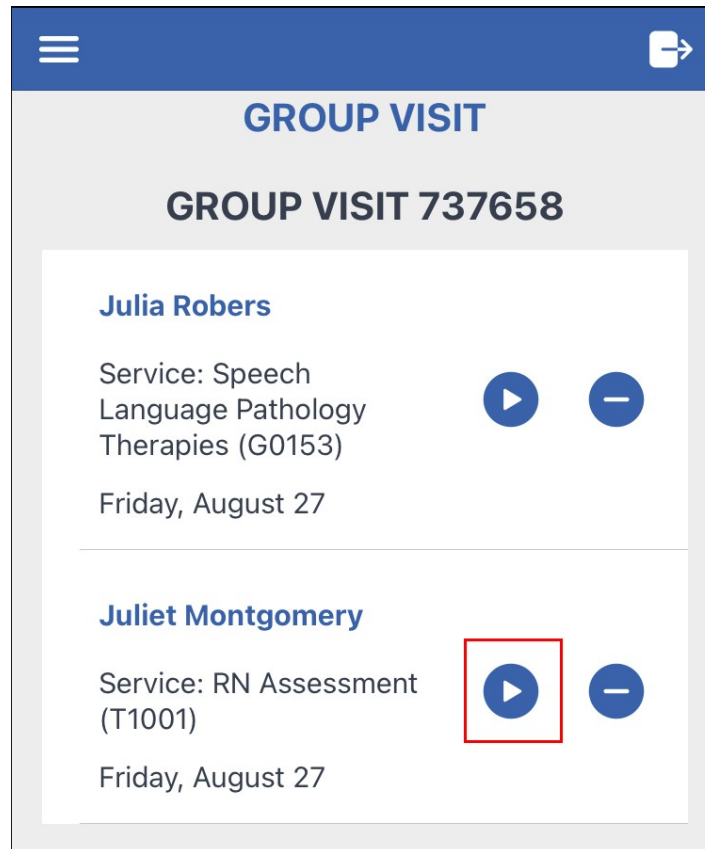 GROUP VISIT
GROUP VISIT 737658
Julia Robers
Service: Speech
Language Pathology
Therapies (G0153)
Friday, August 27
Juliet Montgomery
Service: RN Assessment
(T1001)
Friday, August 27